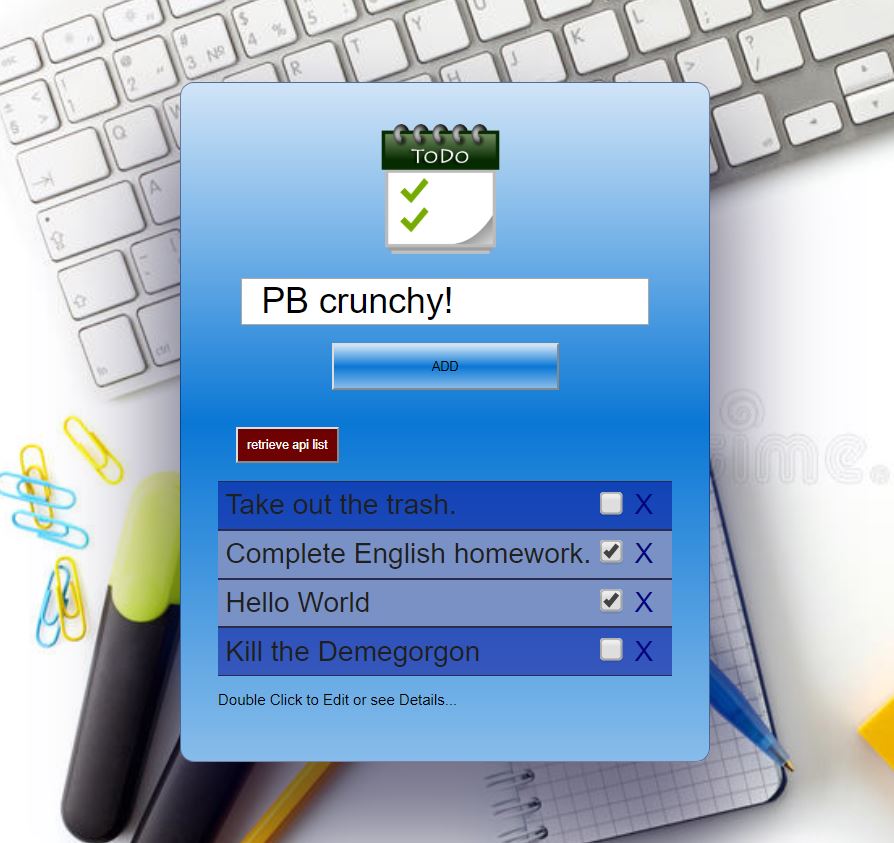 ToDo
PB crunchy!
ADD
retrieve api list
Take out the trash. X
Complete English homework. X
Hello World X
Kill the Demegorgon X
Double Click to Edit or see Details...